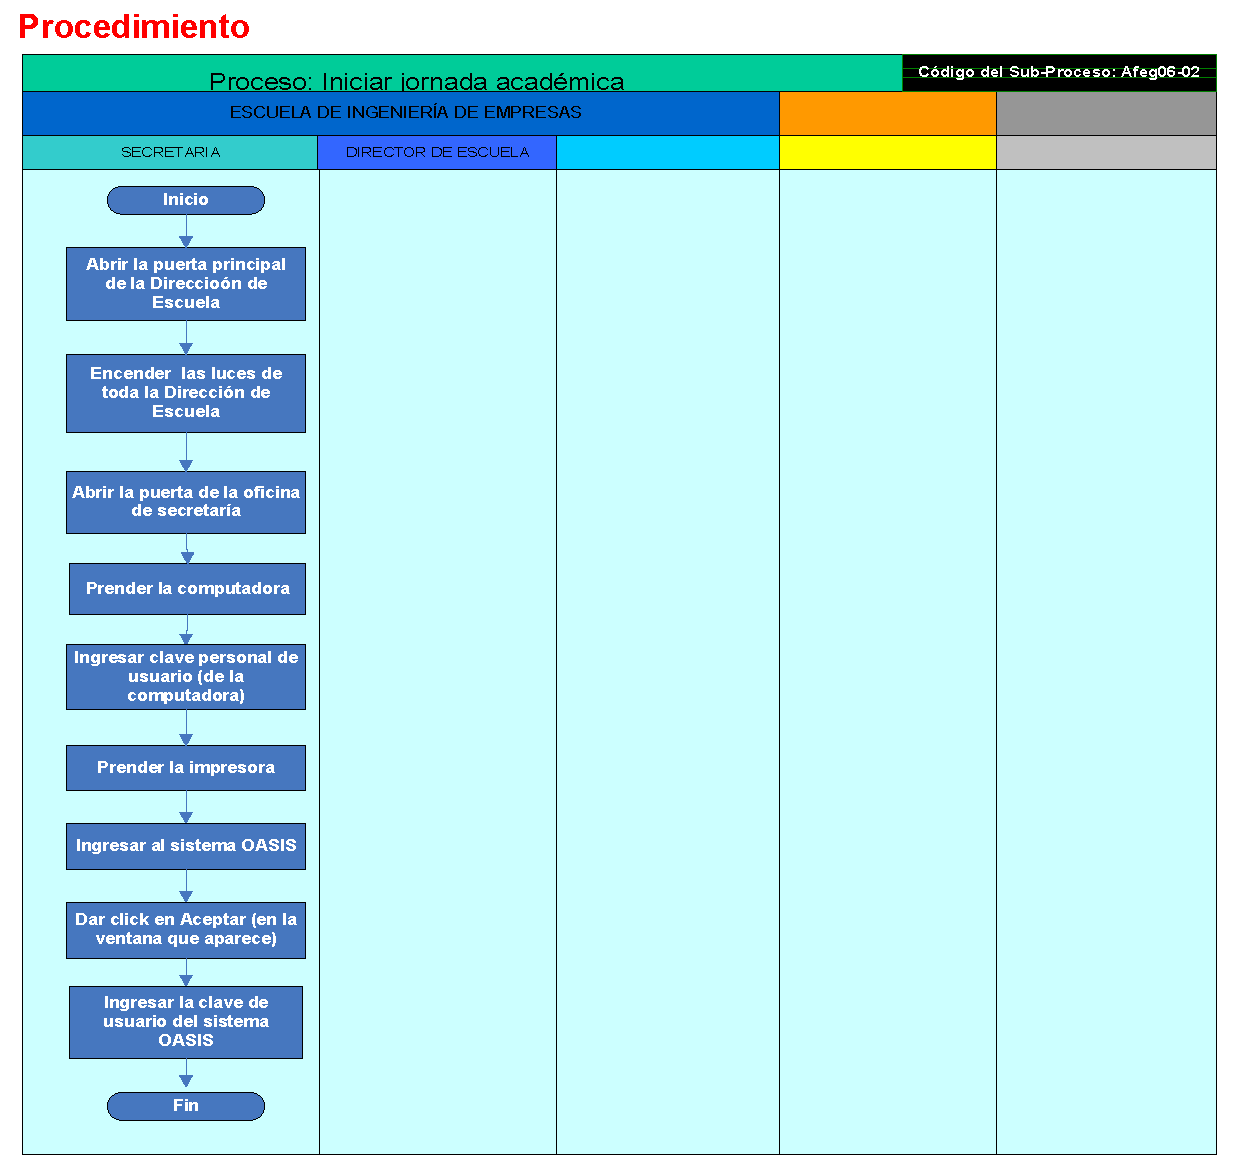 Procedimiento
Proceso: Iniciar jornada académica
Código del Sub-Proceso: Afeg06-02
ESCUELA DE INGENIERÍA DE EMPRESAS
SECRETARIA
DIRECTOR DE ESCUELA
Inicio
Abrir la puerta principal
de la Direccioón de
Escuela
Encender las luces de
toda la Dirección de
Escuela
Abrir la puerta de la oficina
de secretaría
Prender la computadora
Ingresar clave personal de
usuario (de la
computadora)
Prender la impresora
Ingresar al sistema OASIS
Dar click en Aceptar (en la
ventana que aparece)
Ingresar la clave de
usuario del sistema
OASIS
Fin